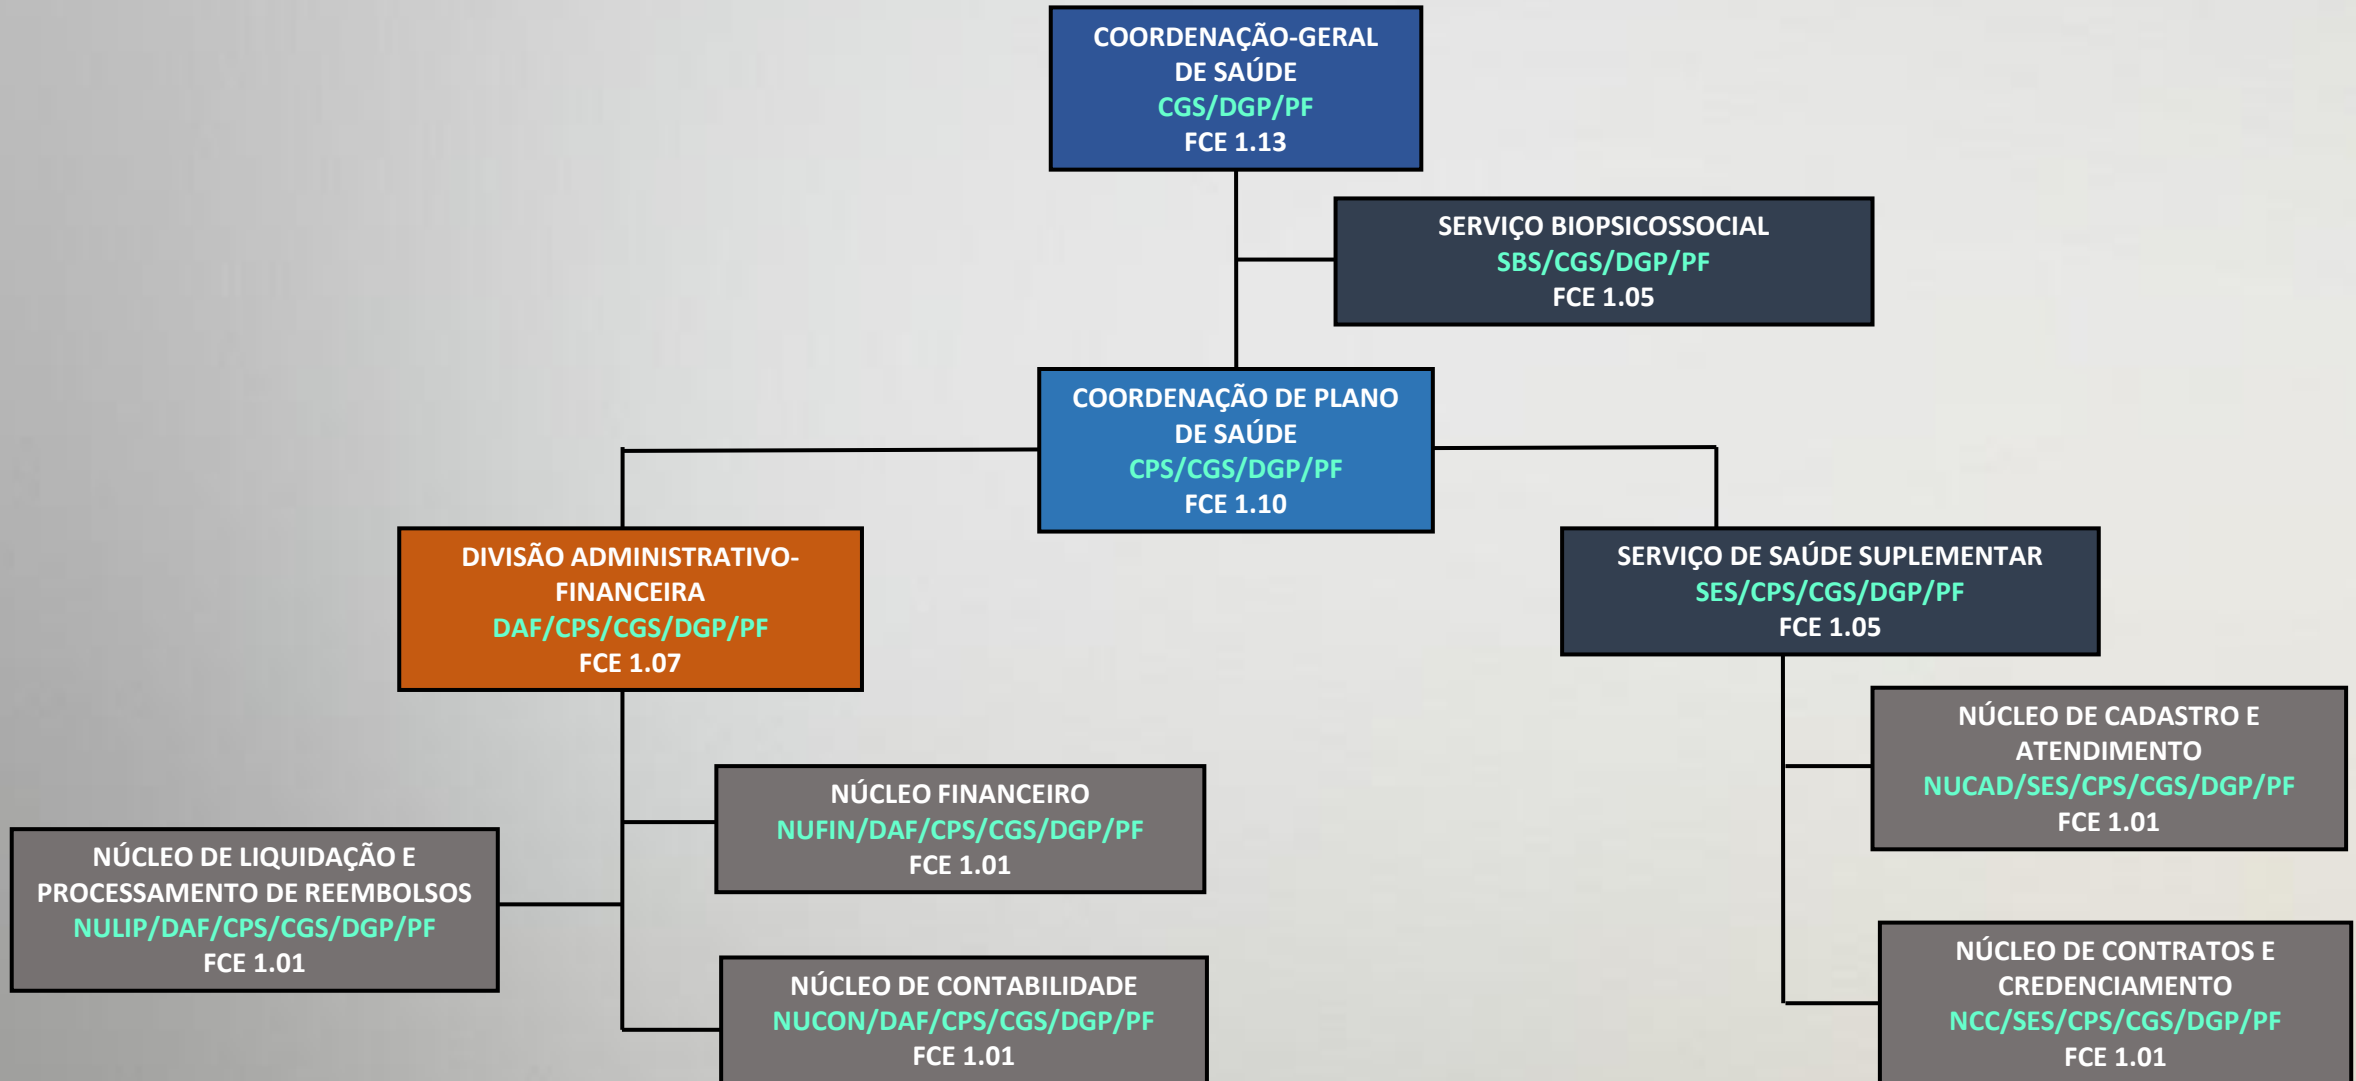 COORDENAÇÃO-GERAL
DE SAÚDE
CGS/DGP/PF
FCE 1.13
SERVIÇO BIOPSICOSSOCIAL
SBS/CGS/DGP/PF
FCE 1.05
COORDENAÇÃO DE PLANO
DE SAÚDE
CPS/CGS/DGP/PF
FCE 1.10
DIVISÃO ADMINISTRATIVO-
FINANCEIRA
DAF/CPS/CGS/DGP/PF
FCE 1.07
SERVIÇO DE SAÚDE SUPLEMENTAR
SES/CPS/CGS/DGP/PF
FCE 1.05
NÚCLEO DE LIQUIDAÇÃO E
PROCESSAMENTO DE REEMBOLSOS
NULIP/DAF/CPS/CGS/DGP/PF
FCE 1.01
NÚCLEO FINANCEIRO
NUFIN/DAF/CPS/CGS/DGP/PF
FCE 1.01
NÚCLEO DE CONTABILIDADE
NUCON/DAF/CPS/CGS/DGP/PF
FCE 1.01
NÚCLEO DE CADASTRO E
ATENDIMENTO
NUCAD/SES/CPS/CGS/DGP/PF
FCE 1.01
NÚCLEO DE CONTRATOS E
CREDENCIAMENTO
NCC/SES/CPS/CGS/DGP/PF
FCE 1.01